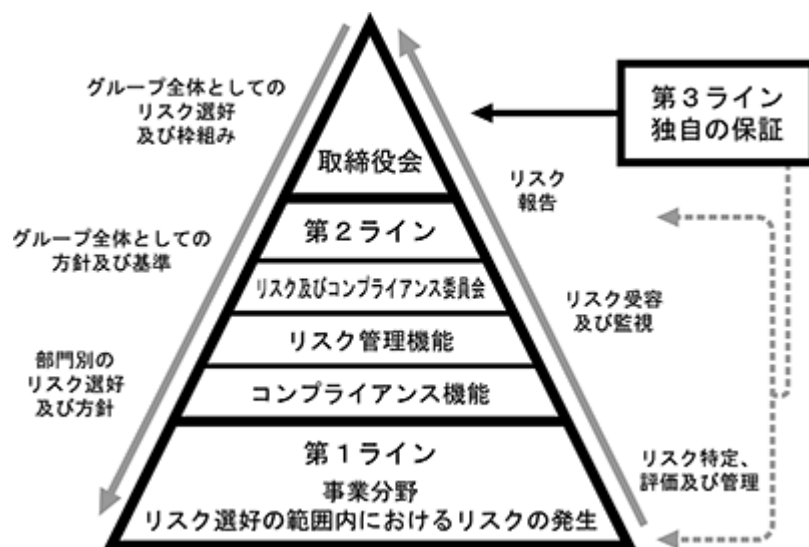 グループ全体としての
リスク選好
及び枠組み
取締役会
第３ライン
独自の保証
リスク
報告
グループ全体としての
方針及び基準
第２ライン
リスク及びコンプライアンス委員会
リスク管理機能
コンプライアンス機能
リスク受容
及び監視
部門別の
リスク選好
及び方針
第１ライン
事業分野
リスク選好の範囲内におけるリスクの発生
リスク特定、
評価及び管理